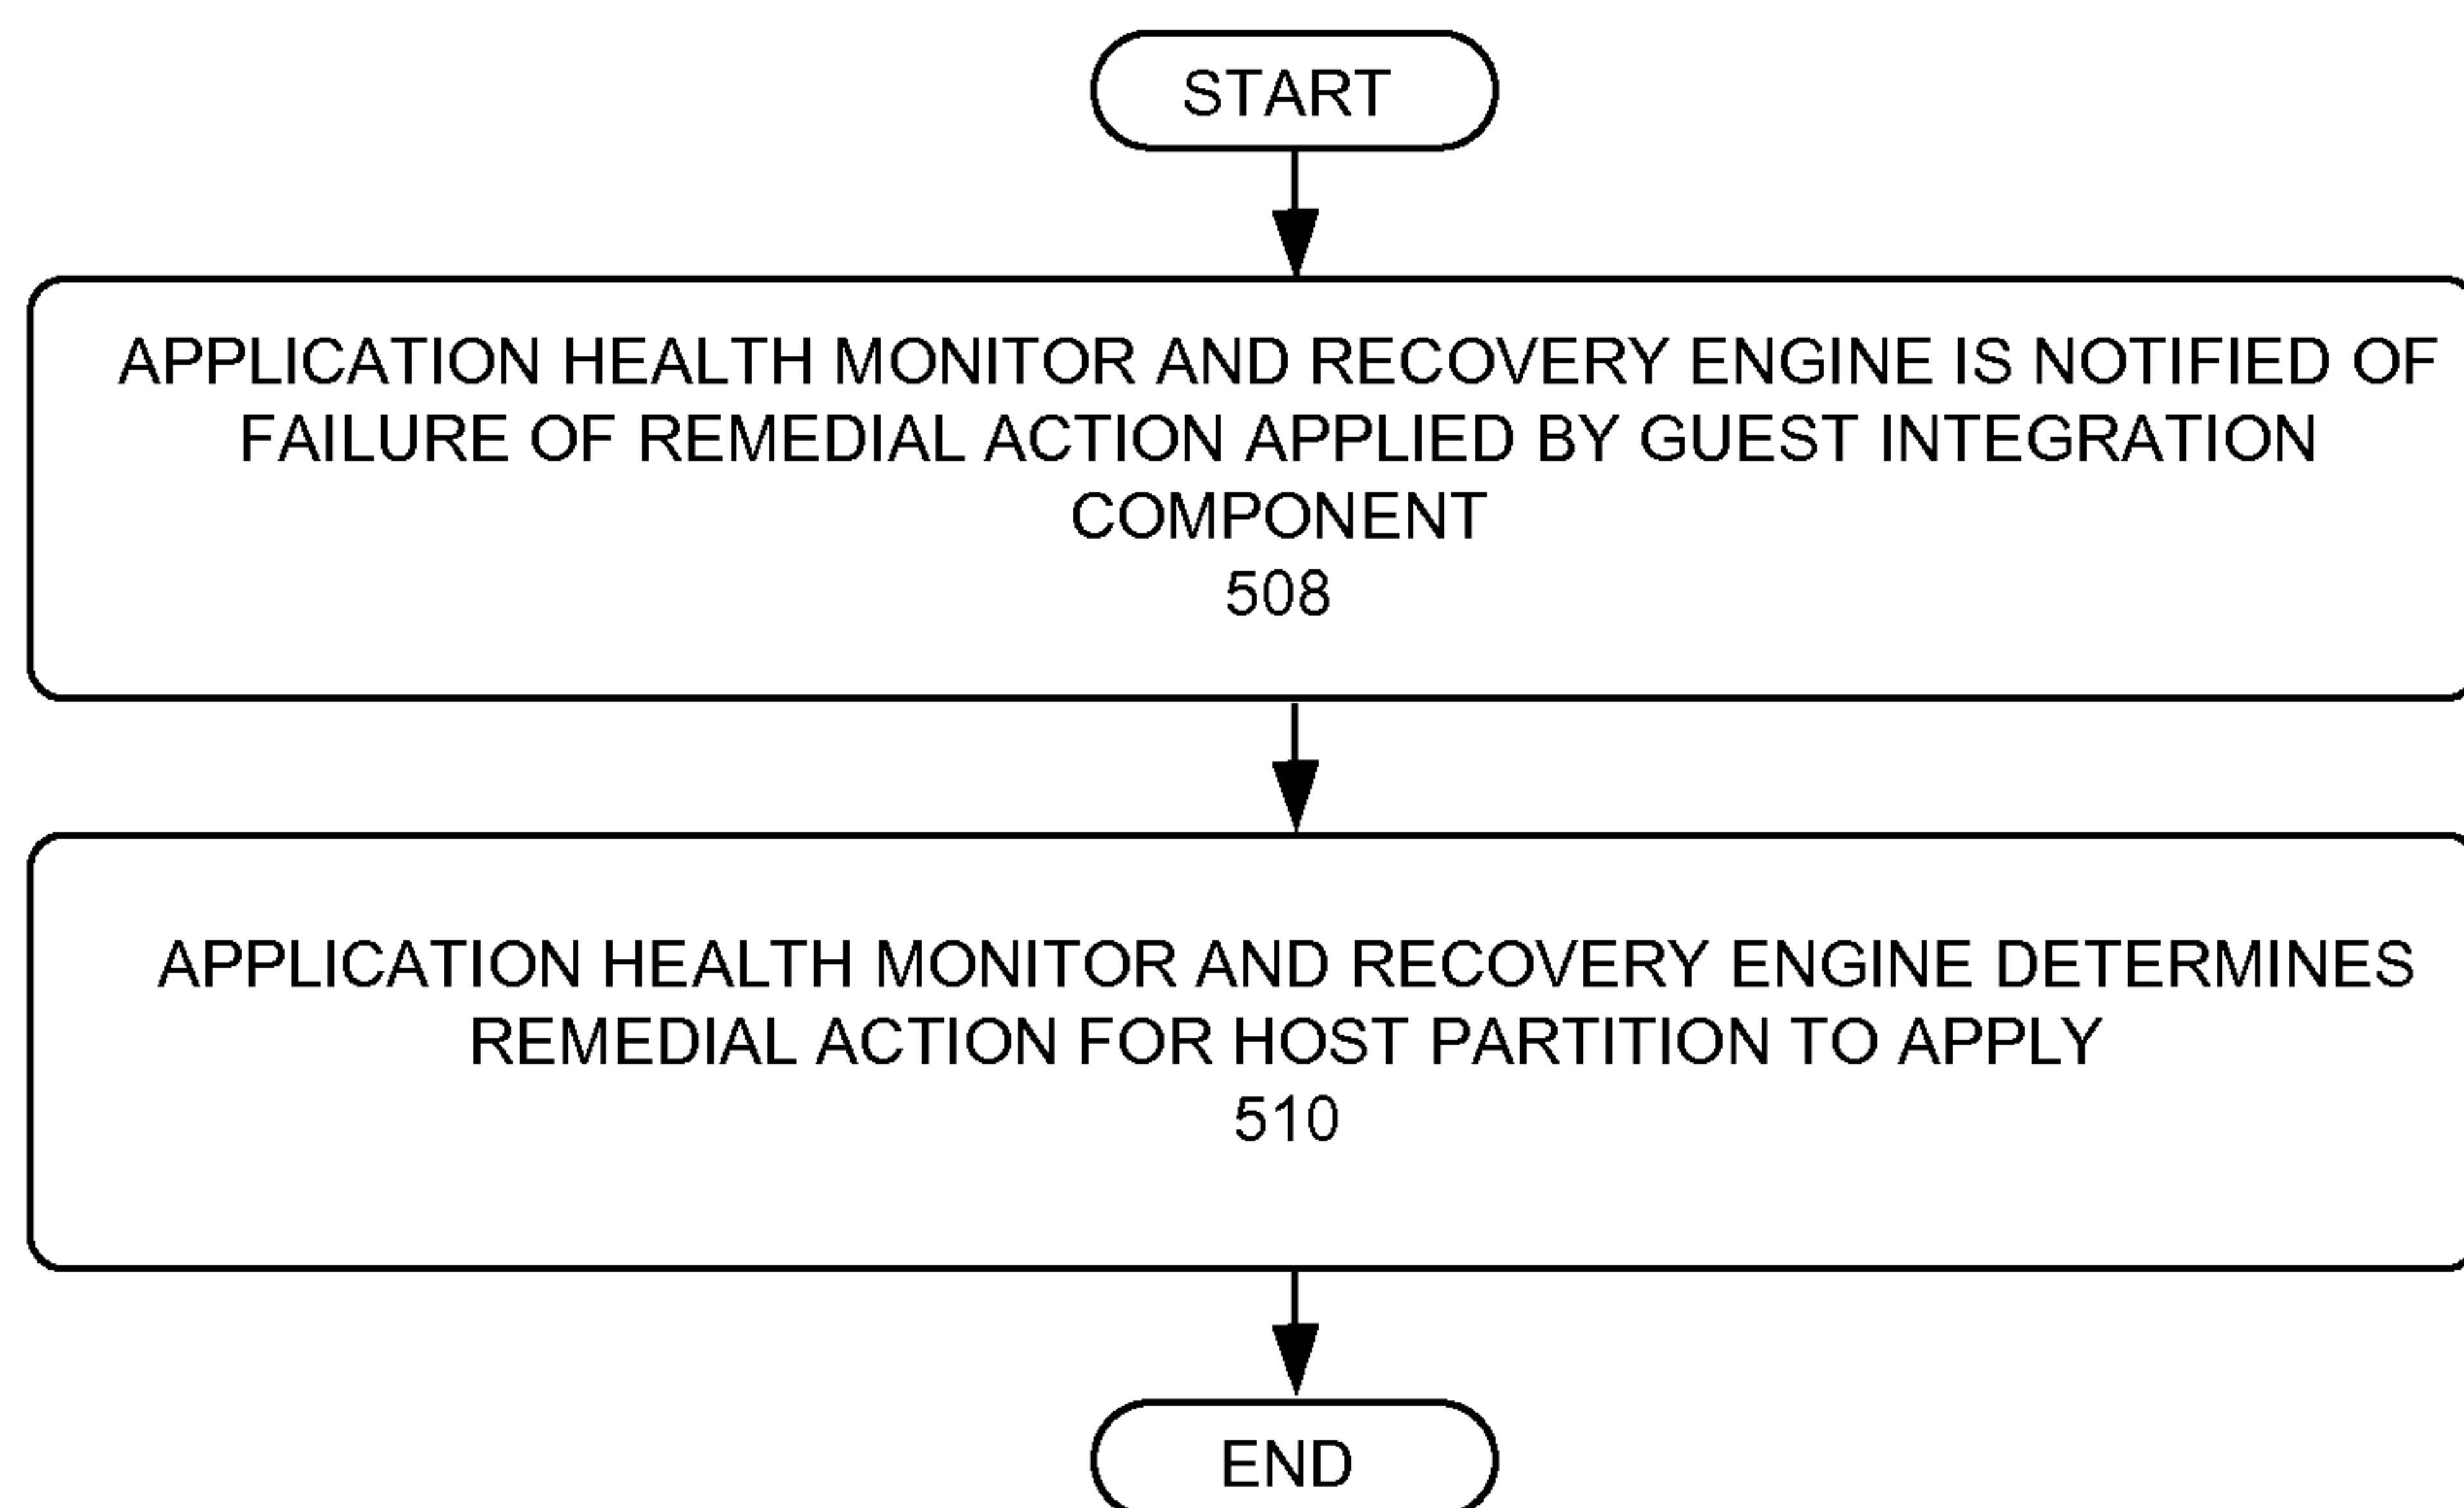 START
APPLICATION HEALTH MONITOR AND RECOVERY ENGINE IS NOTIFIED OF
FAILURE OF REMEDIAL ACTION APPLIED BY GUEST INTEGRATION
COMPONENT
508
APPLICATION HEALTH MONITOR AND RECOVERY ENGINE DETERMINES
REMEDIAL ACTION FOR HOST PARTITION TO APPLY
510
END